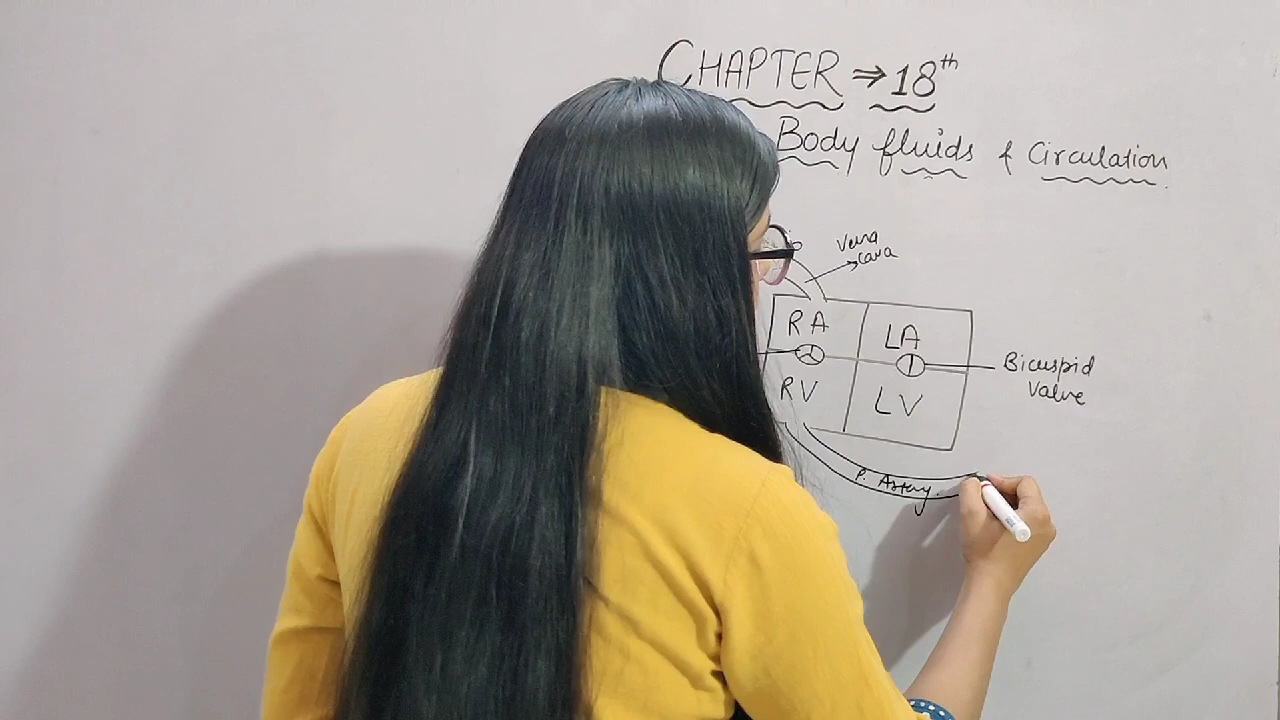 CHAPTER ⇒ 18th
Body fluids & Circulation
Vena
cava
RA
LA
Bicuspid
Valve
RV
LV
P. Artery.